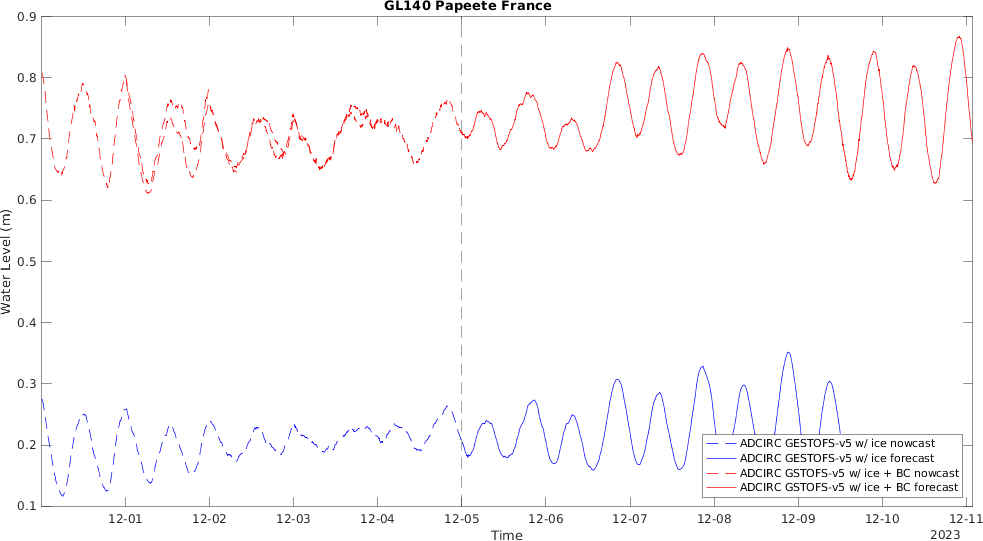 GL140 Papeete France
0.9
0.8
0.7
0.6
0.5
0.4
0.3
0.2
0.1
Water Level (m)
ADCIRC GESTOFS-v5 w/ ice nowcast
ADCIRC GESTOFS-v5 w/ ice forecast
ADCIRC GSTOFS-v5 w/ ice + BC nowcast
ADCIRC GSTOFS-v5 w/ ice + BC forecast
12-01 12-02 12-03 12-04 12-05 12-06 12-07 12-08 12-09 12-10 12-11
Time
2023